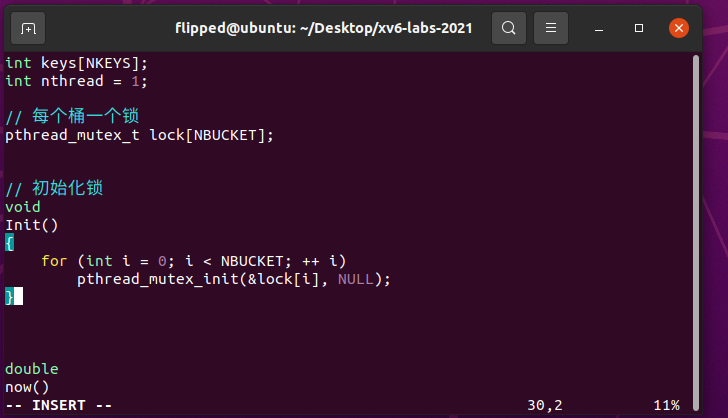 flipped@ubuntu: ~/Desktop/xv6-labs-2021
int keys[NKEYS];
int nthread = 1;
// 每个桶一个锁
pthread_mutex_t lock[NBUCKET];
// 初始化锁
void
Init()
{
    for (int i = 0; i < NBUCKET; ++ i)
        pthread_mutex_init(&lock[i], NULL);
}
double
now()
-- INSERT -- 30,2 11%